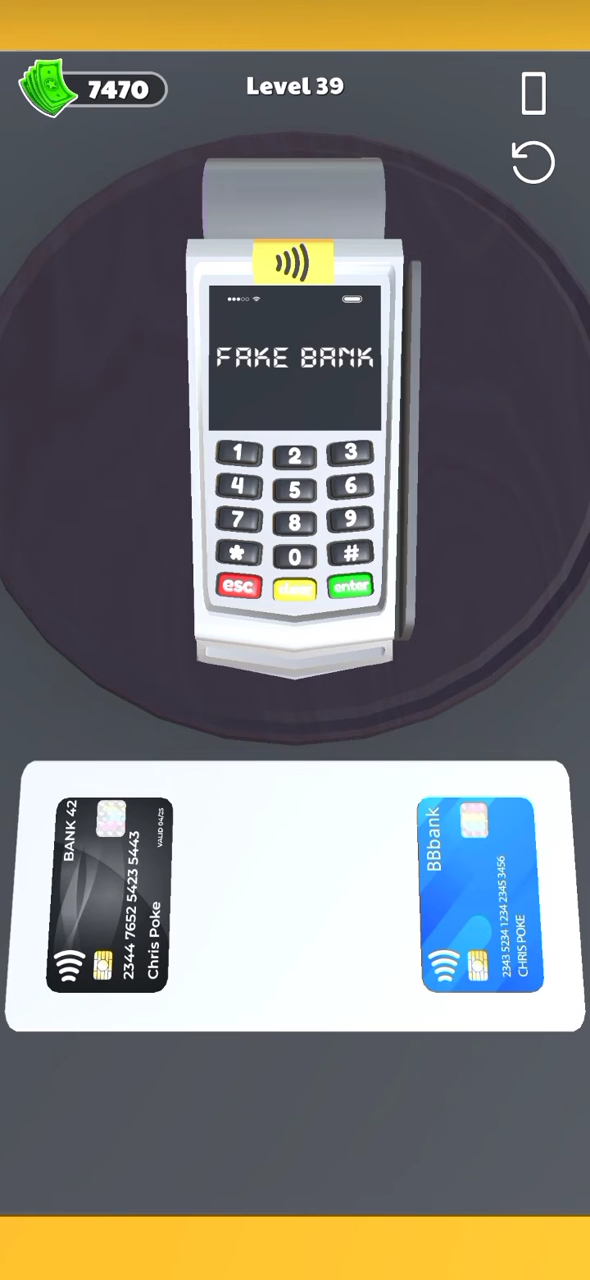 7470
Level 39
FAKE BANK
1 2 3
4 5 6
7 8 9
* 0 #
esc clear enter
BANK 42
VALID 04/25
2344 7652 5423 5443
Chris Poke
BBbank
2343 5234 1234 2345 3456
CHRIS POKE